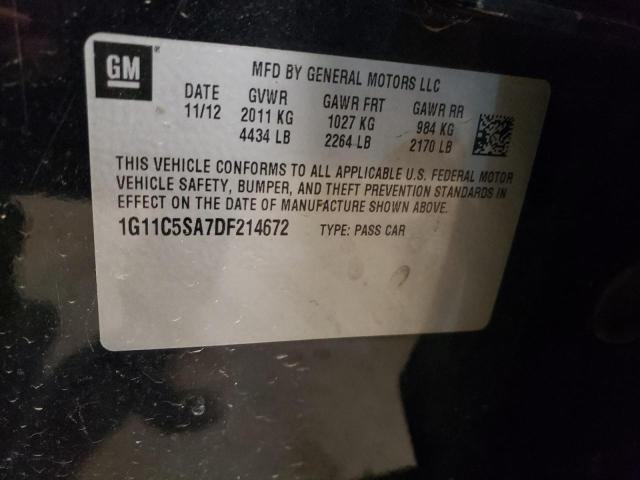 GM ®
MFD BY GENERAL MOTORS LLC
DATE GVWR GAWR FRT GAWR RR
11/12 2011 KG 1027 KG 984 KG
4434 LB 2264 LB 2170 LB
THIS VEHICLE CONFORMS TO ALL APPLICABLE U.S. FEDERAL MOTOR
VEHICLE SAFETY, BUMPER, AND THEFT PREVENTION STANDARDS IN
EFFECT ON THE DATE OF MANUFACTURE SHOWN ABOVE.
1G11C5SA7DF214672 TYPE: PASS CAR